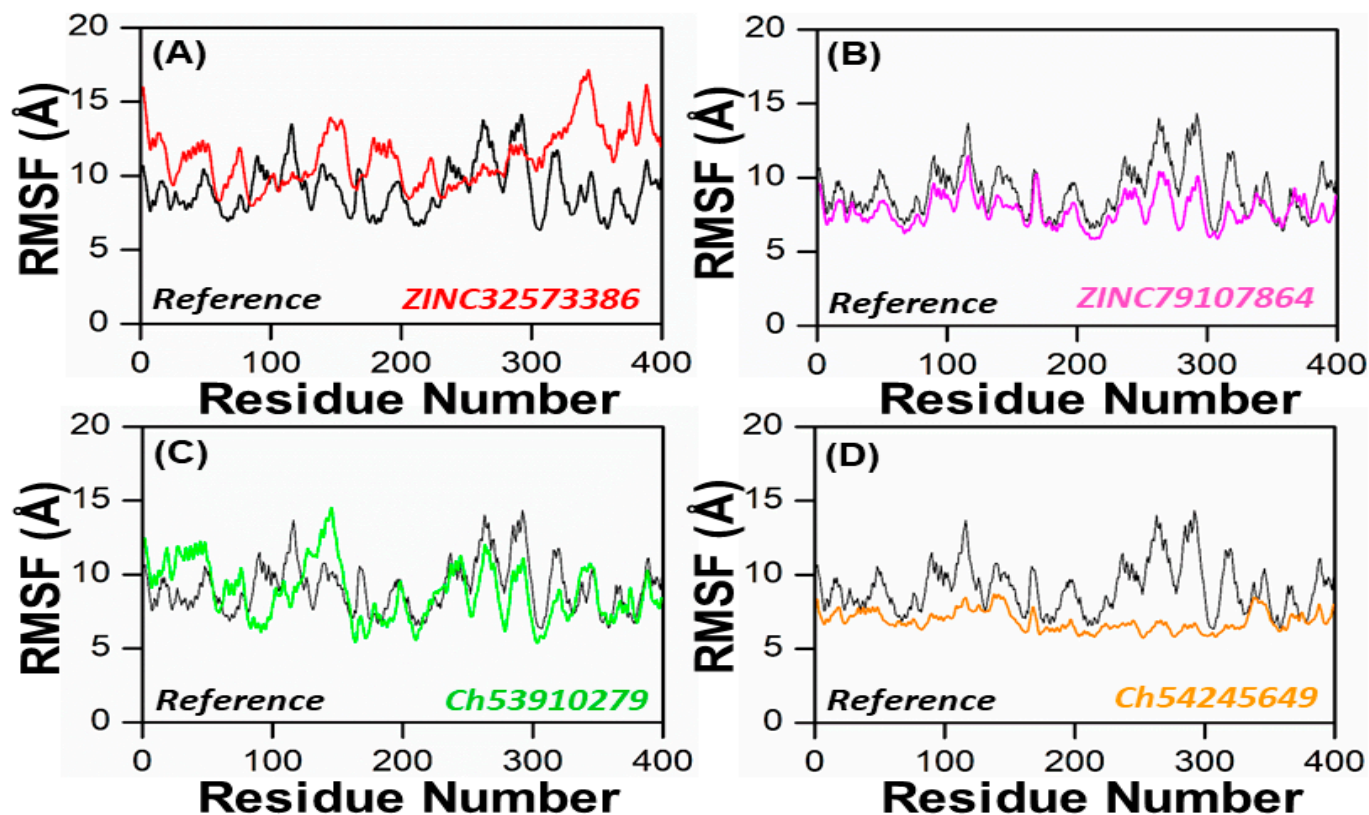 (A)
RMSF (Å)
20
15
10
5
0
Reference ZINC32573386
0 100 200 300 400
Residue Number
(B)
RMSF (Å)
20
15
10
5
0
Reference ZINC79107864
0 100 200 300 400
Residue Number
(C)
RMSF (Å)
20
15
10
5
0
Reference Ch53910279
0 100 200 300 400
Residue Number
(D)
RMSF (Å)
20
15
10
5
0
Reference Ch54245649
0 100 200 300 400
Residue Number